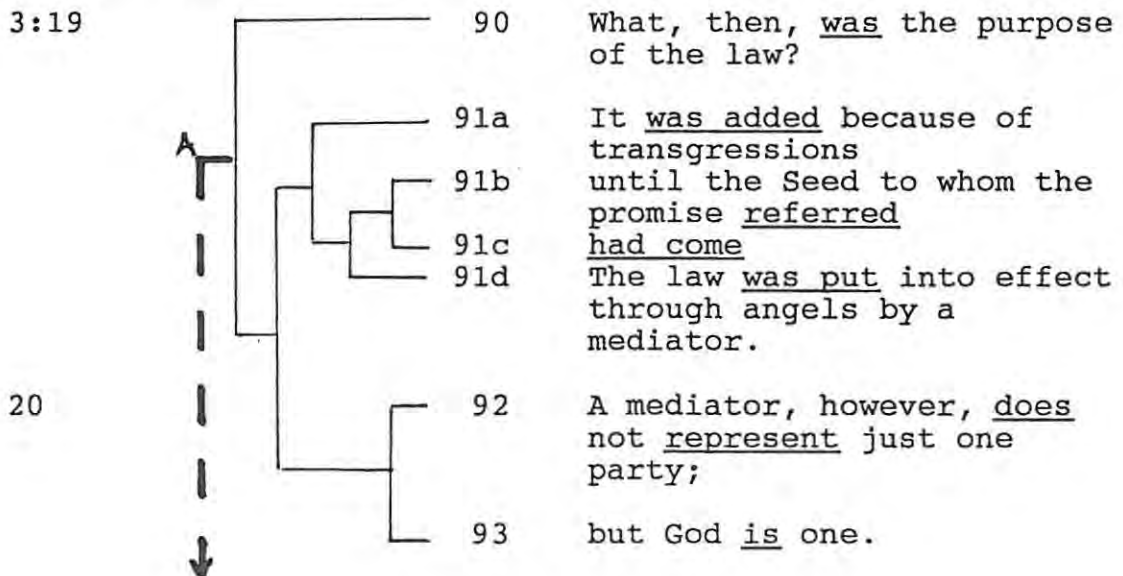 3:19 90 What, then, was the purpose
of the law?
91a It was added because of
transgressions
A
91b until the Seed to whom the
promise referred
91c had come
91d The law was put into effect
through angels by a
mediator.
20 92 A mediator, however, does
not represent just one
party;
93 but God is one.